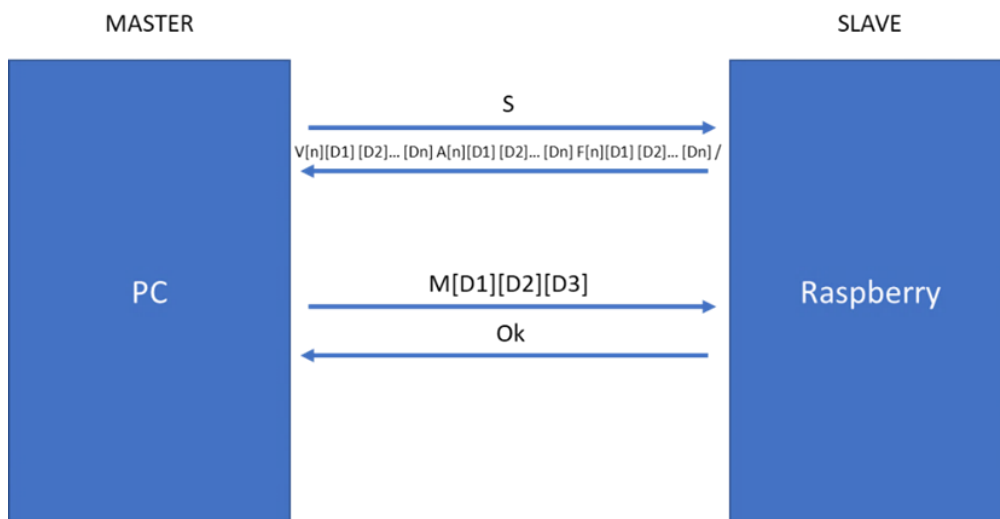 MASTER
SLAVE
S
V[n][D1] [D2]... [Dn] A[n][D1] [D2]... [Dn] F[n][D1] [D2]... [Dn] /
PC
M[D1][D2][D3]
Raspberry
Ok